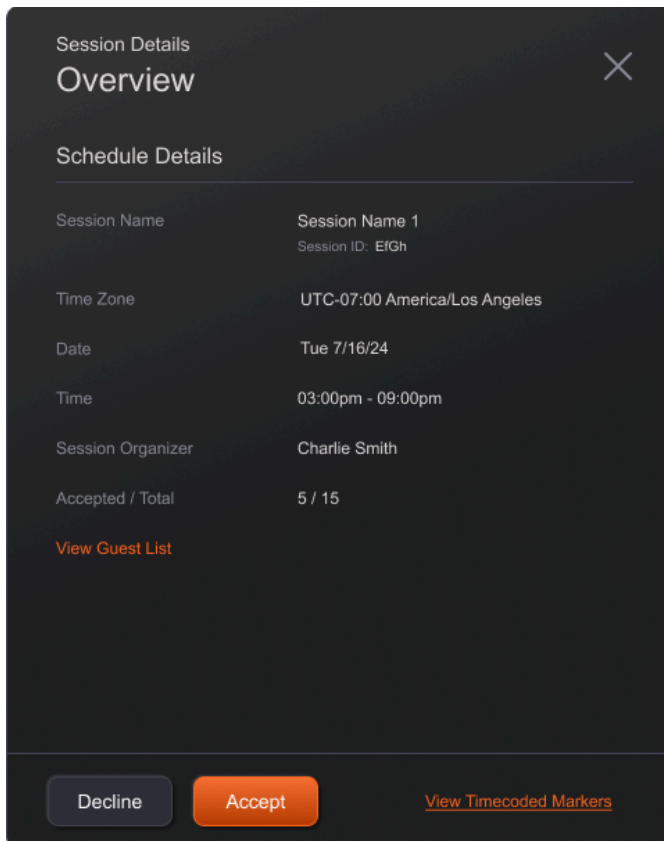 Session Details
Overview
Schedule Details
Session Name Session Name 1
Session ID: EfGh
Time Zone UTC-07:00 America/Los Angeles
Date Tue 7/16/24
Time 03:00pm - 09:00pm
Session Organizer Charlie Smith
Accepted / Total 5 / 15
View Guest List
Decline Accept View Timecoded Markers